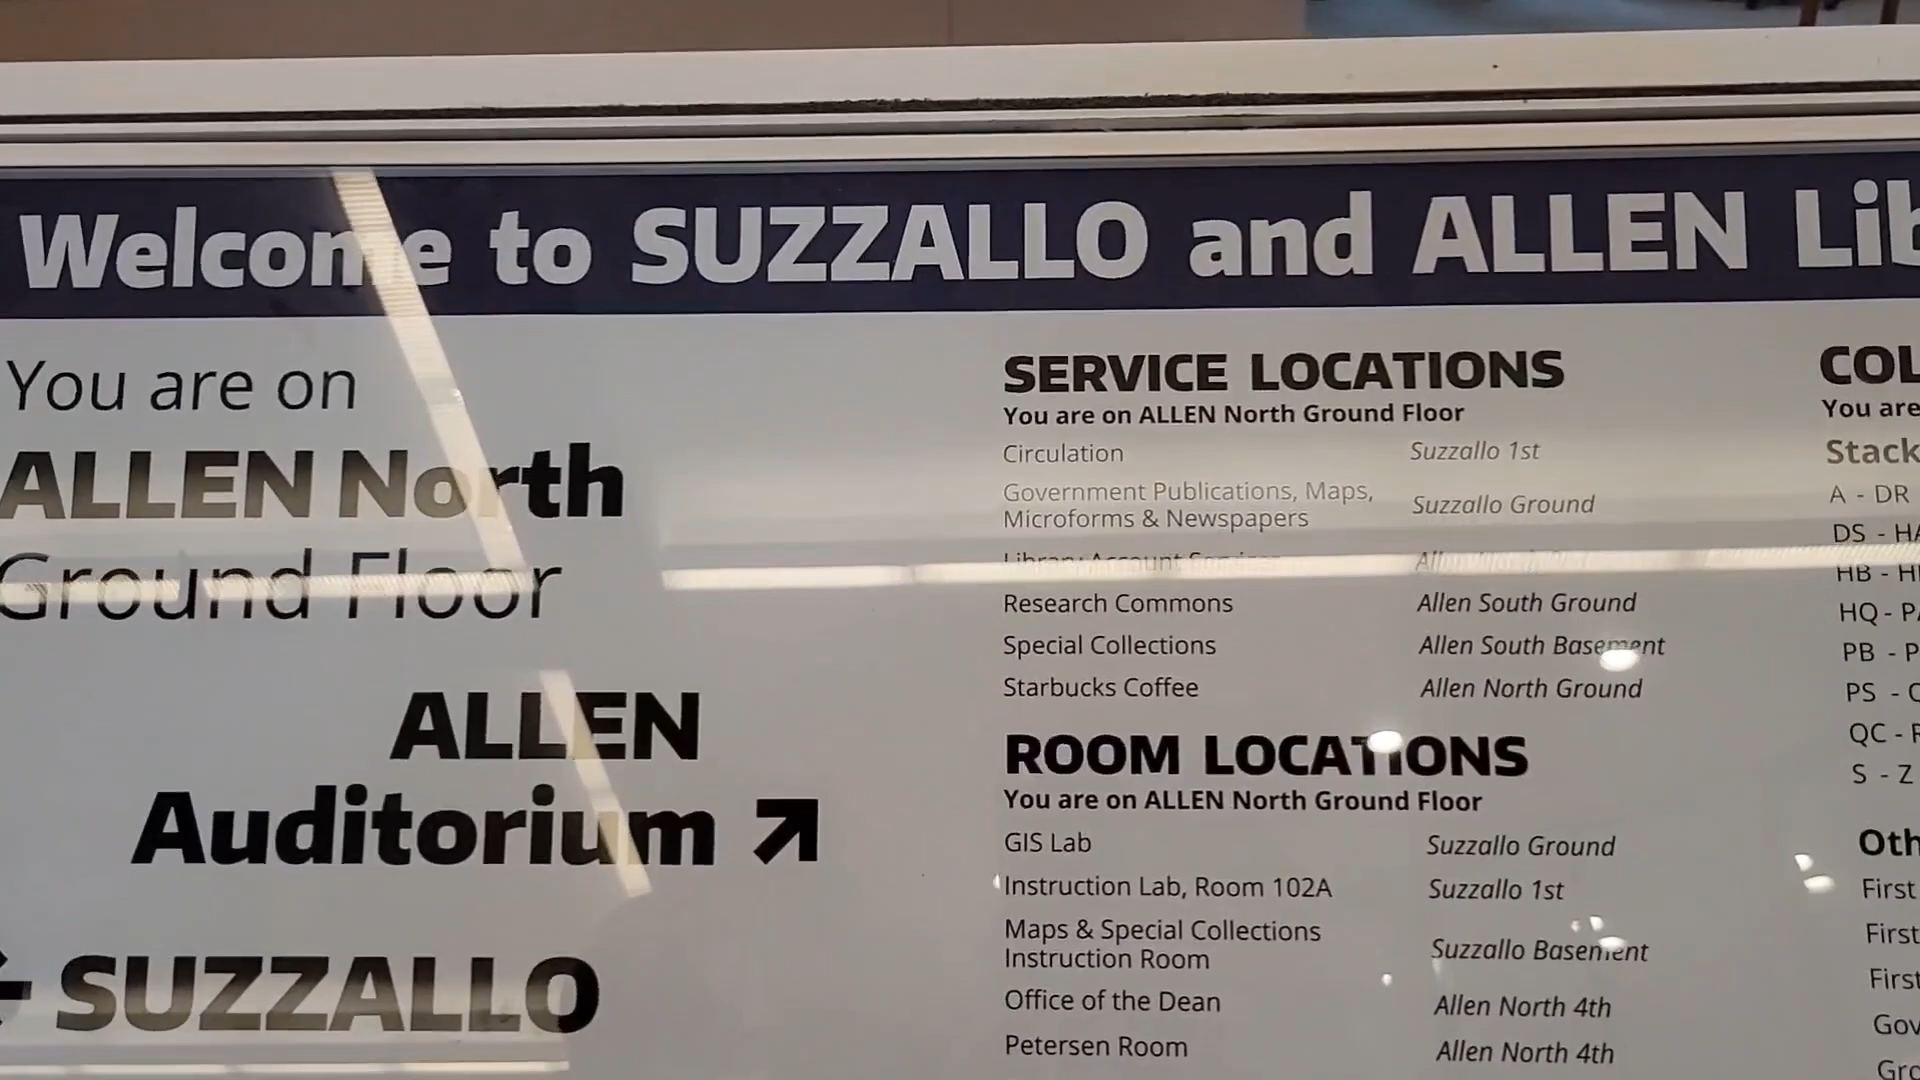 Welcome to SUZZALLO and ALLEN Lib
You are on
ALLEN North
Ground Floor
ALLEN
Auditorium ↗
← SUZZALLO
SERVICE LOCATIONS
You are on ALLEN North Ground Floor
Circulation Suzzallo 1st
Government Publications, Maps,
Microforms & Newspapers Suzzallo Ground
Library Account Services
Research Commons Allen South Ground
Special Collections Allen South Basement
Starbucks Coffee Allen North Ground
ROOM LOCATIONS
You are on ALLEN North Ground Floor
GIS Lab Suzzallo Ground
Instruction Lab, Room 102A Suzzallo 1st
Maps & Special Collections
Instruction Room Suzzallo Basement
Office of the Dean Allen North 4th
Petersen Room Allen North 4th
COL
You are
Stack
A - DR
DS - HA
HB - H
HQ - PA
PB - P
PS -
QC -
S - Z
Oth
First
First
First
Gov
Gro